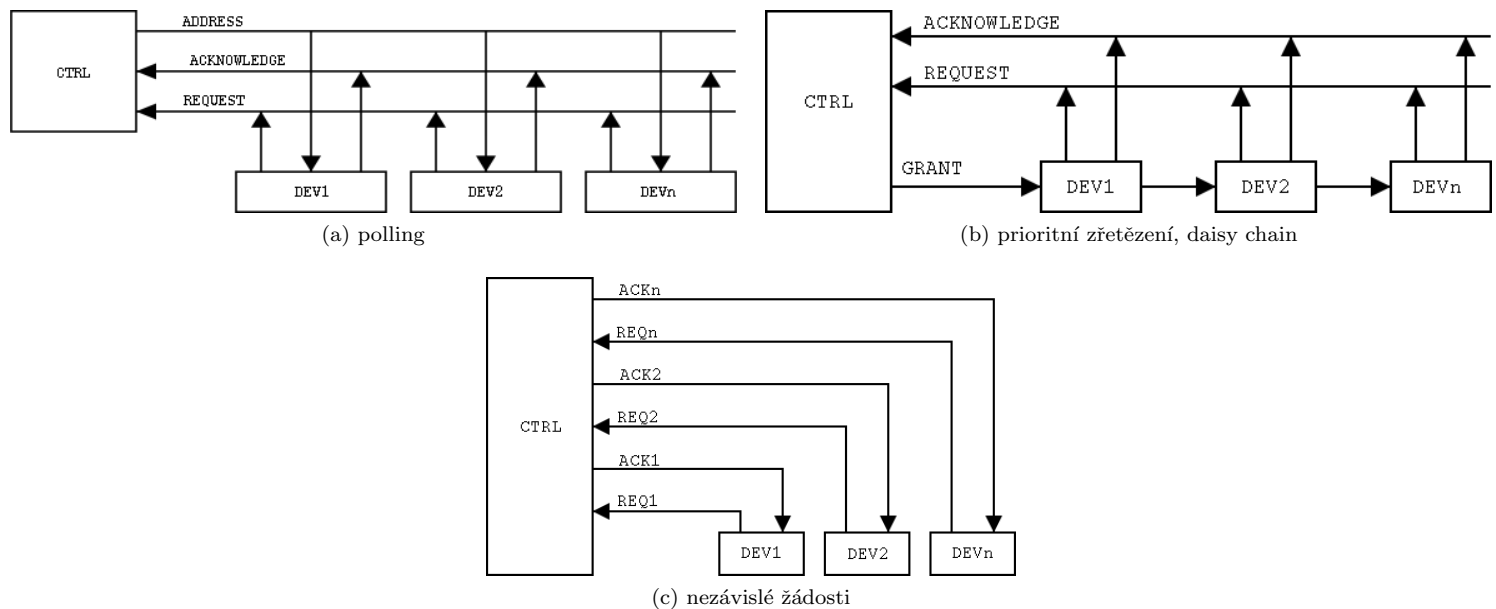 ADDRESS
ACKNOWLEDGE
REQUEST
CTRL
DEV1
DEV2
DEVn
(a) polling
ACKNOWLEDGE
REQUEST
CTRL
GRANT
DEV1
DEV2
DEVn
(b) prioritní zřetězení, daisy chain
ACKn
REQn
ACK2
REQ2
CTRL
ACK1
REQ1
DEV1
DEV2
DEVn
(c) nezávislé žádosti